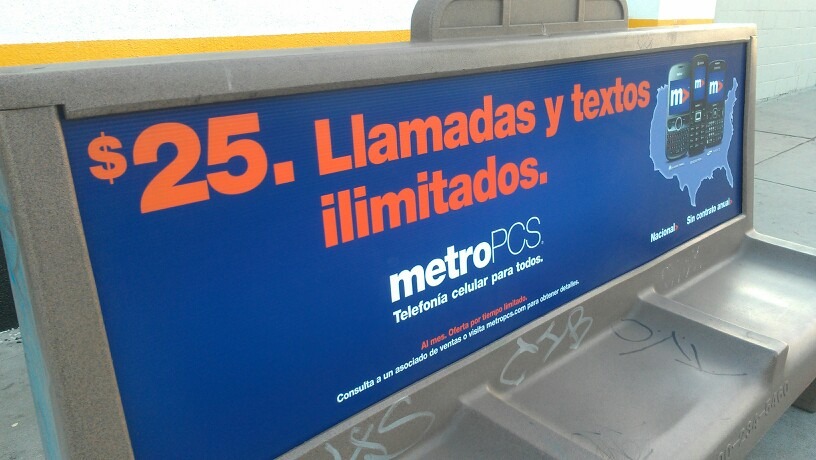 $25. Llamadas y textos
ilimitados.
metroPCS.
Telefonía celular para todos.
Nacional
Sin contrato anual
Al mes. Oferta por tiempo limitado.
Consulta a un asociado de ventas o visita metropcs.com para obtener detalles.